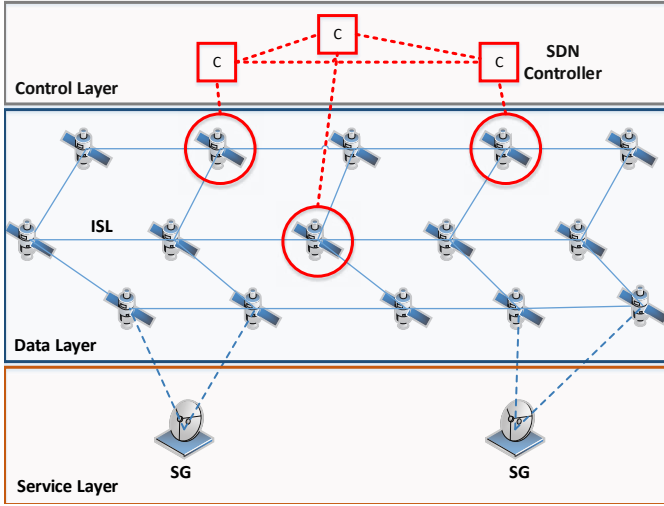 C
C
C
SDN
Controller
Control Layer
ISL
Data Layer
SG
SG
Service Layer